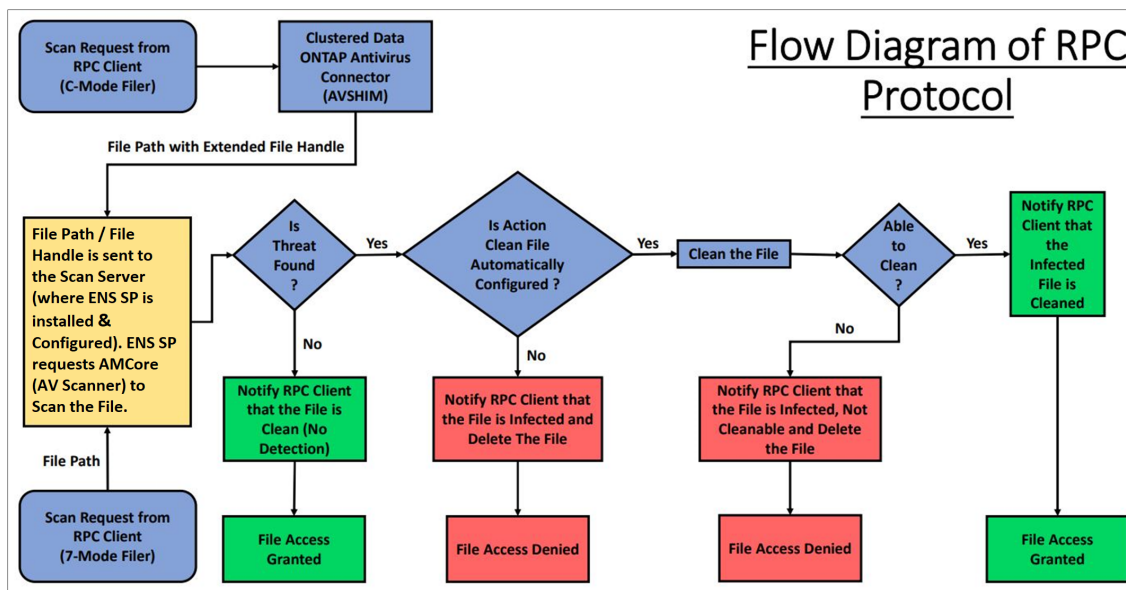 Flow Diagram of RPC
Protocol
Scan Request from
RPC Client
(C-Mode Filer)
Clustered Data
ONTAP Antivirus
Connector
(AVSHIM)
File Path with Extended File Handle
File Path / File
Handle is sent to
the Scan Server
(where ENS SP is
installed &
Configured). ENS SP
requests AMCore
(AV Scanner) to
Scan the File.
File Path
Scan Request from
RPC Client
(7-Mode Filer)
Is
Threat
Found
?
Yes
No
Notify RPC Client
that the File is
Clean (No
Detection)
File Access
Granted
Is Action
Clean File
Automatically
Configured ?
Yes
No
Notify RPC Client that
the File is Infected and
Delete The File
File Access Denied
Clean the File
Able
to
Clean
?
Yes
No
Notify RPC Client that
the File is Infected, Not
Cleanable and Delete
the File
File Access Denied
Notify RPC
Client that
the
Infected
File is
Cleaned
File Access
Granted